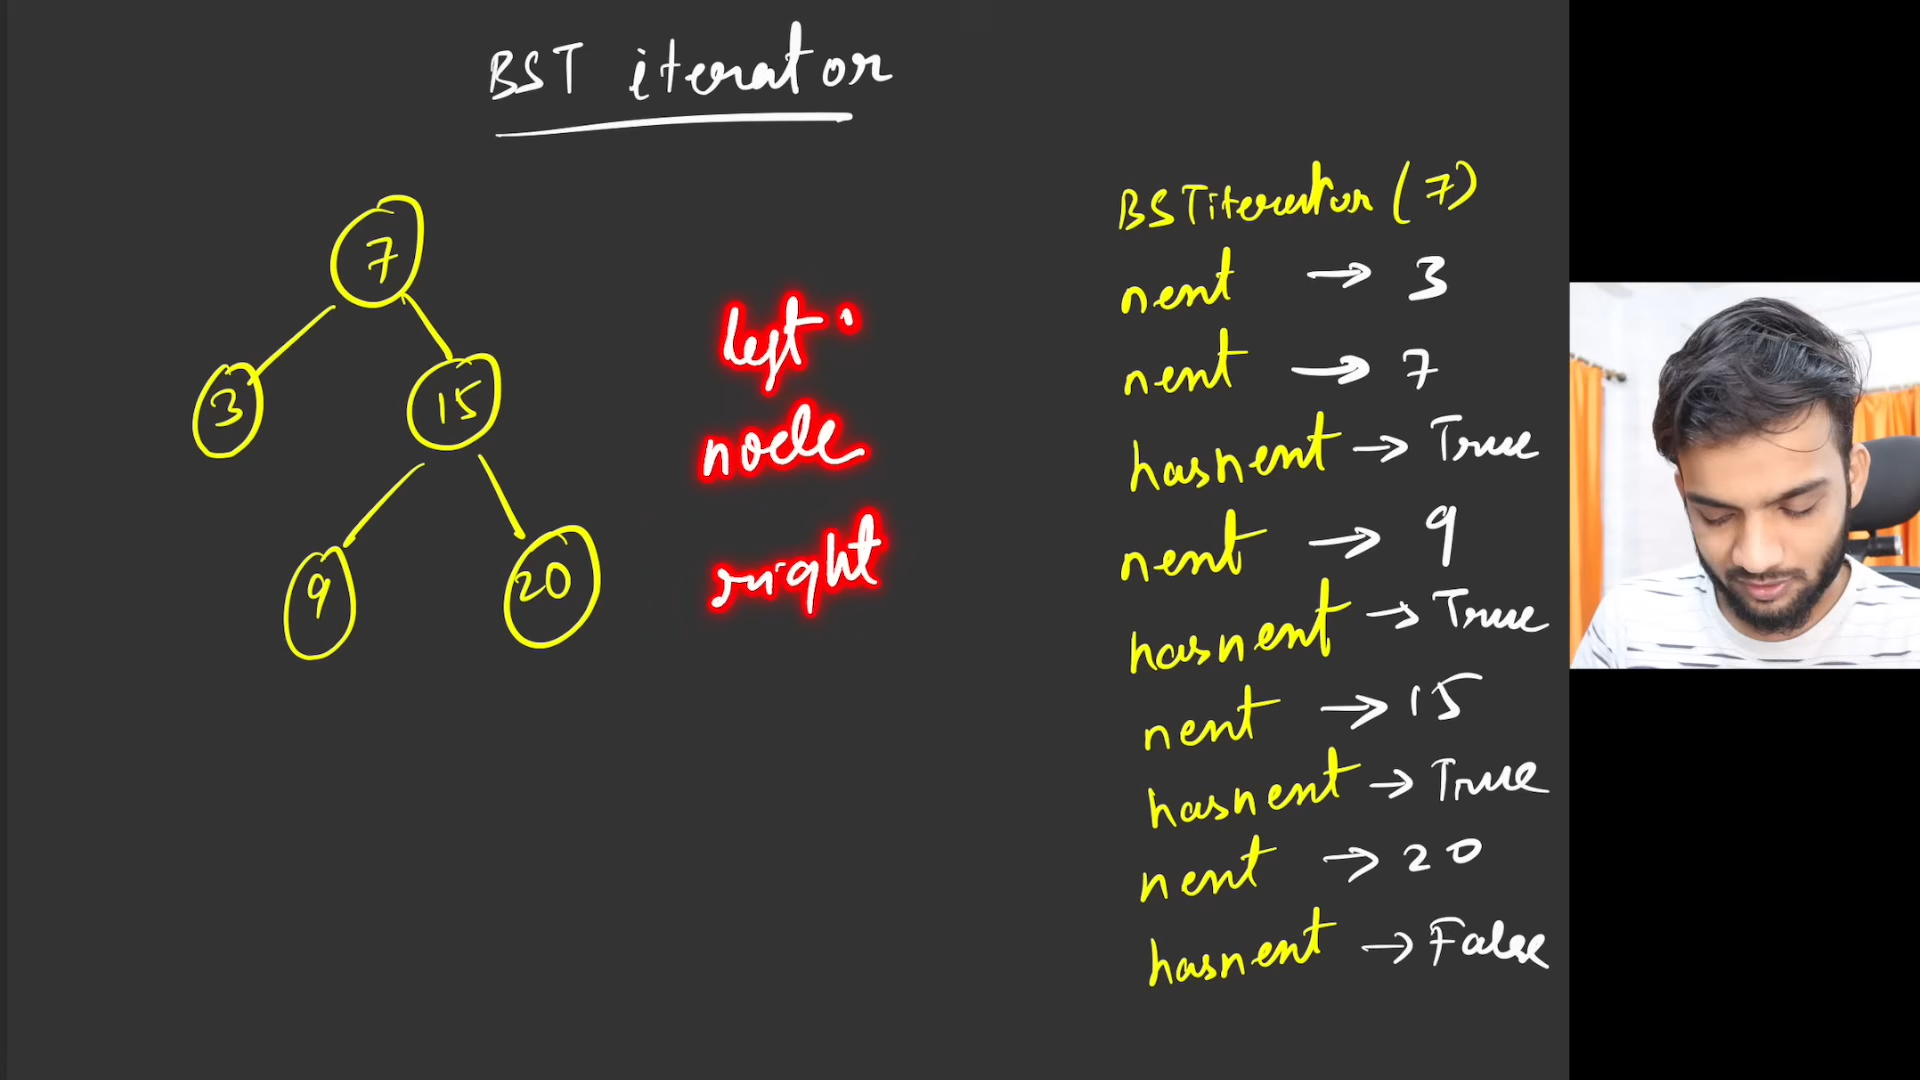 BST iterator
7
3
15
9
20
left
node
right
BSTiterator (7)
next → 3
next → 7
hasnext → True
next → 9
hasnext → True
next → 15
hasnext → True
next → 20
hasnext → False